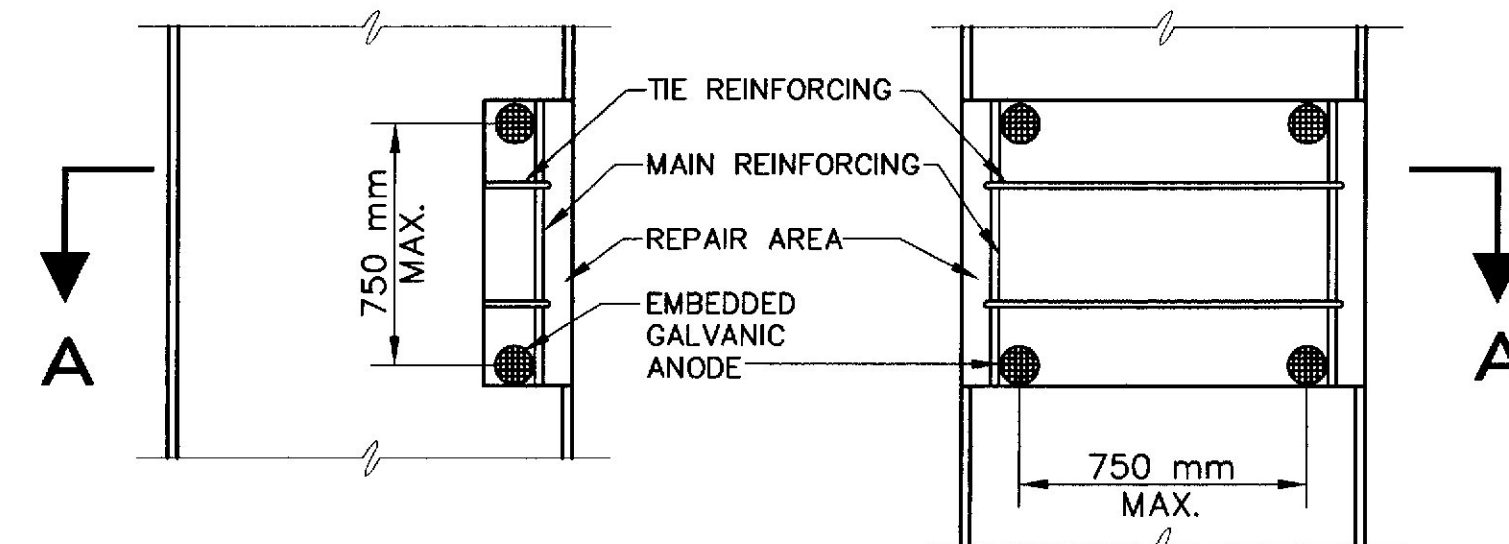 TIE REINFORCING
MAIN REINFORCING
REPAIR AREA
EMBEDDED
GALVANIC
ANODE
750 mm
MAX.
A
750 mm
MAX.
A